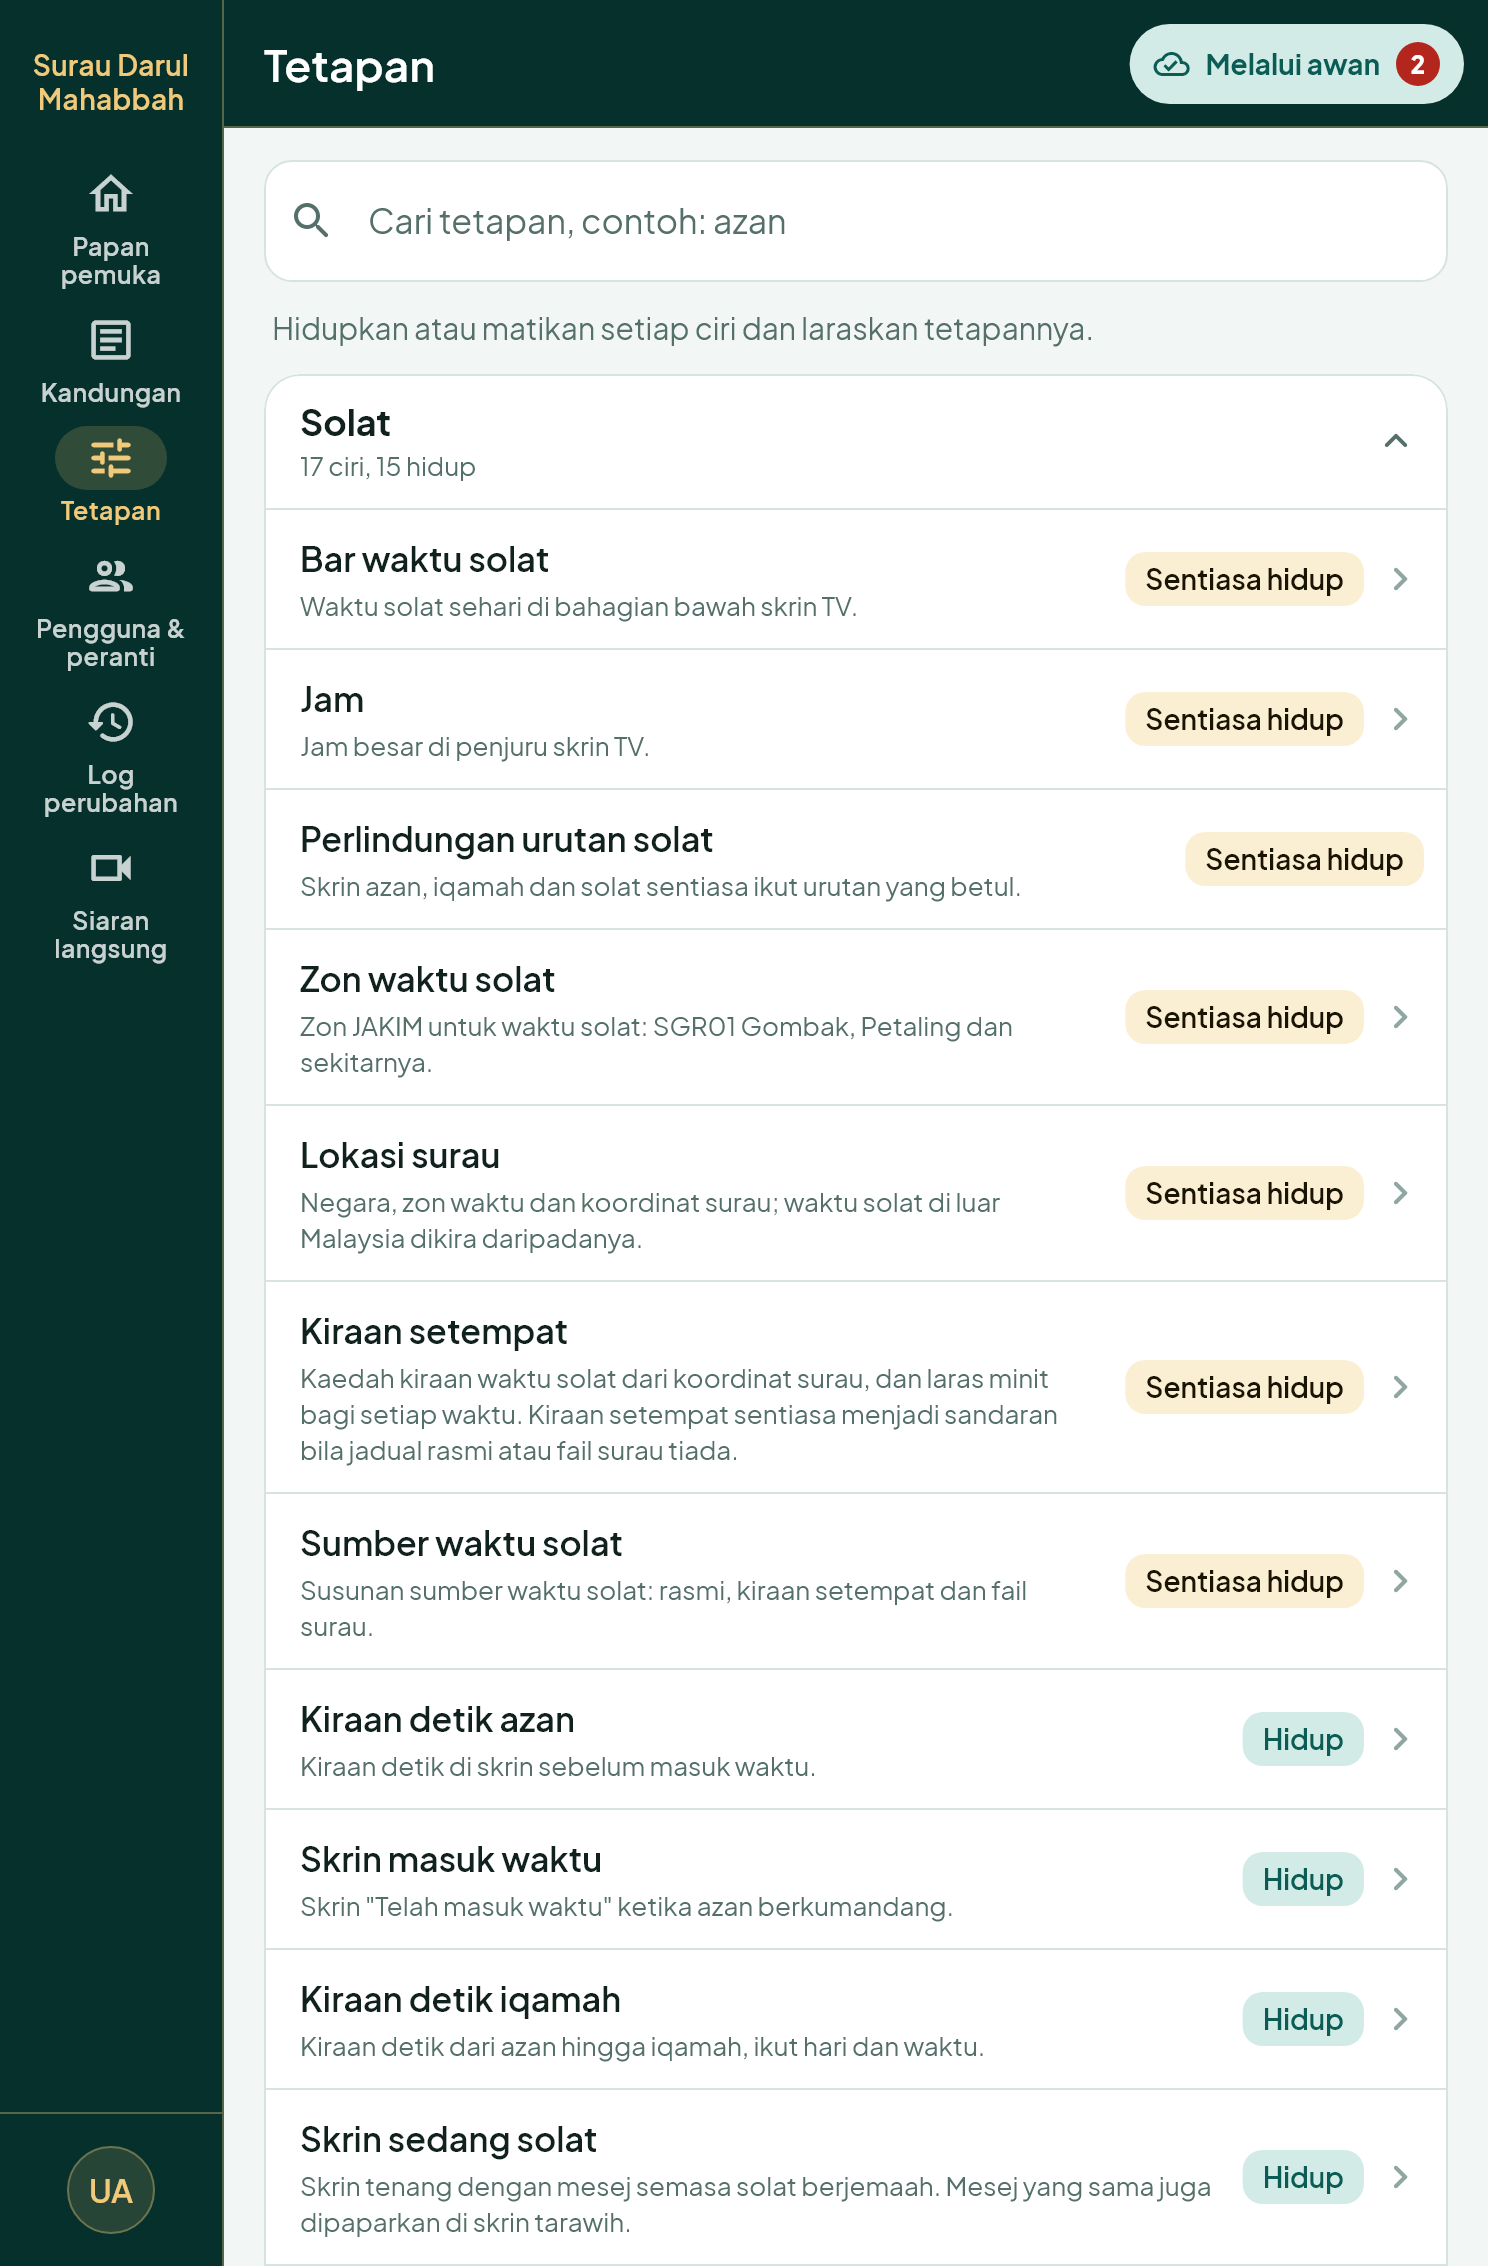 Surau Darul
Mahabbah
Papan
pemuka
Kandungan
Tetapan
Pengguna &
peranti
Log
perubahan
Siaran
langsung
UA
Tetapan
Melalui awan 2
Cari tetapan, contoh: azan
Hidupkan atau matikan setiap ciri dan laraskan tetapannya.
Solat
17 ciri, 15 hidup
Bar waktu solat
Waktu solat sehari di bahagian bawah skrin TV.
Sentiasa hidup
Jam
Jam besar di penjuru skrin TV.
Sentiasa hidup
Perlindungan urutan solat
Skrin azan, iqamah dan solat sentiasa ikut urutan yang betul.
Sentiasa hidup
Zon waktu solat
Zon JAKIM untuk waktu solat: SGR01 Gombak, Petaling dan
sekitarnya.
Sentiasa hidup
Lokasi surau
Negara, zon waktu dan koordinat surau; waktu solat di luar
Malaysia dikira daripadanya.
Sentiasa hidup
Kiraan setempat
Kaedah kiraan waktu solat dari koordinat surau, dan laras minit
bagi setiap waktu. Kiraan setempat sentiasa menjadi sandaran
bila jadual rasmi atau fail surau tiada.
Sentiasa hidup
Sumber waktu solat
Susunan sumber waktu solat: rasmi, kiraan setempat dan fail
surau.
Sentiasa hidup
Kiraan detik azan
Kiraan detik di skrin sebelum masuk waktu.
Hidup
Skrin masuk waktu
Skrin "Telah masuk waktu" ketika azan berkumandang.
Hidup
Kiraan detik iqamah
Kiraan detik dari azan hingga iqamah, ikut hari dan waktu.
Hidup
Skrin sedang solat
Skrin tenang dengan mesej semasa solat berjemaah. Mesej yang sama juga
dipaparkan di skrin tarawih.
Hidup